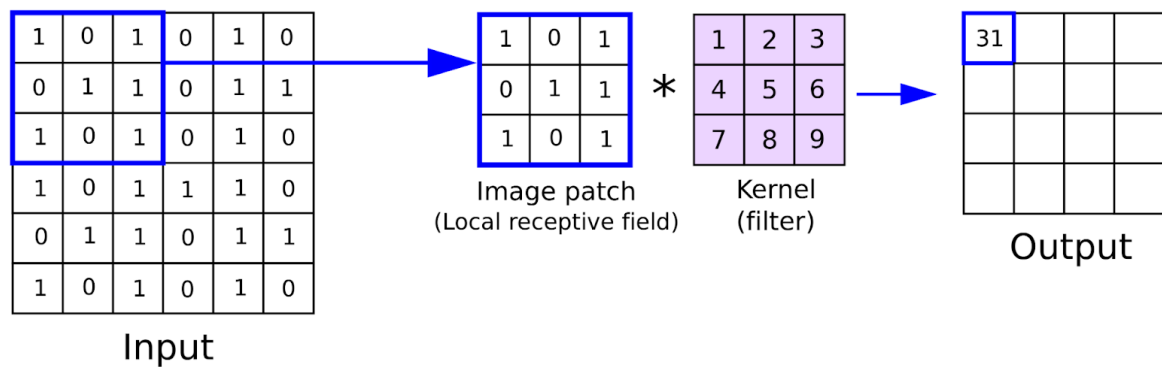 1 0 1 0 1 0
0 1 1 0 1 1
1 0 1 0 1 0
1 0 1 1 1 0
0 1 1 0 1 1
1 0 1 0 1 0
Input
1 0 1
0 1 1
1 0 1
Image patch
(Local receptive field)
*
1 2 3
4 5 6
7 8 9
Kernel
(filter)
31
Output